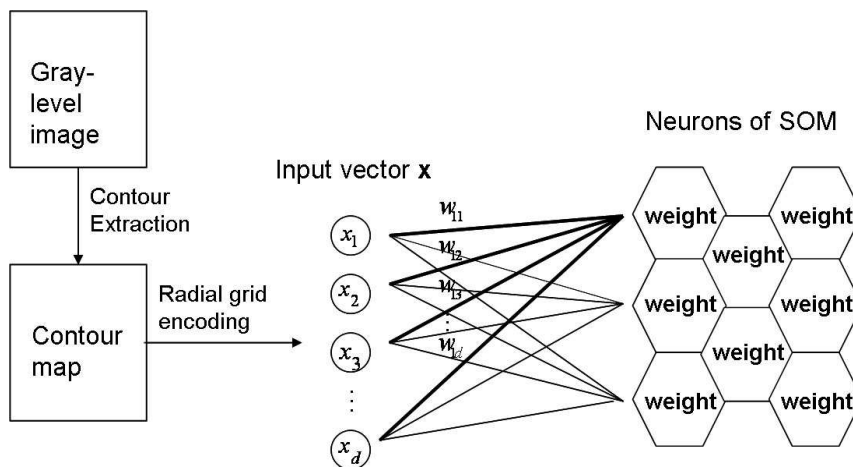 Gray-
level
image
Contour
Extraction
Contour
map
Radial grid
encoding
Input vector x
x₁
x₂
x₃
⋮
x_d
w₁₁
w₁₂
w₁₃
⋮
w₁d
Neurons of SOM
weight
weight
weight
weight
weight
weight
weight
weight